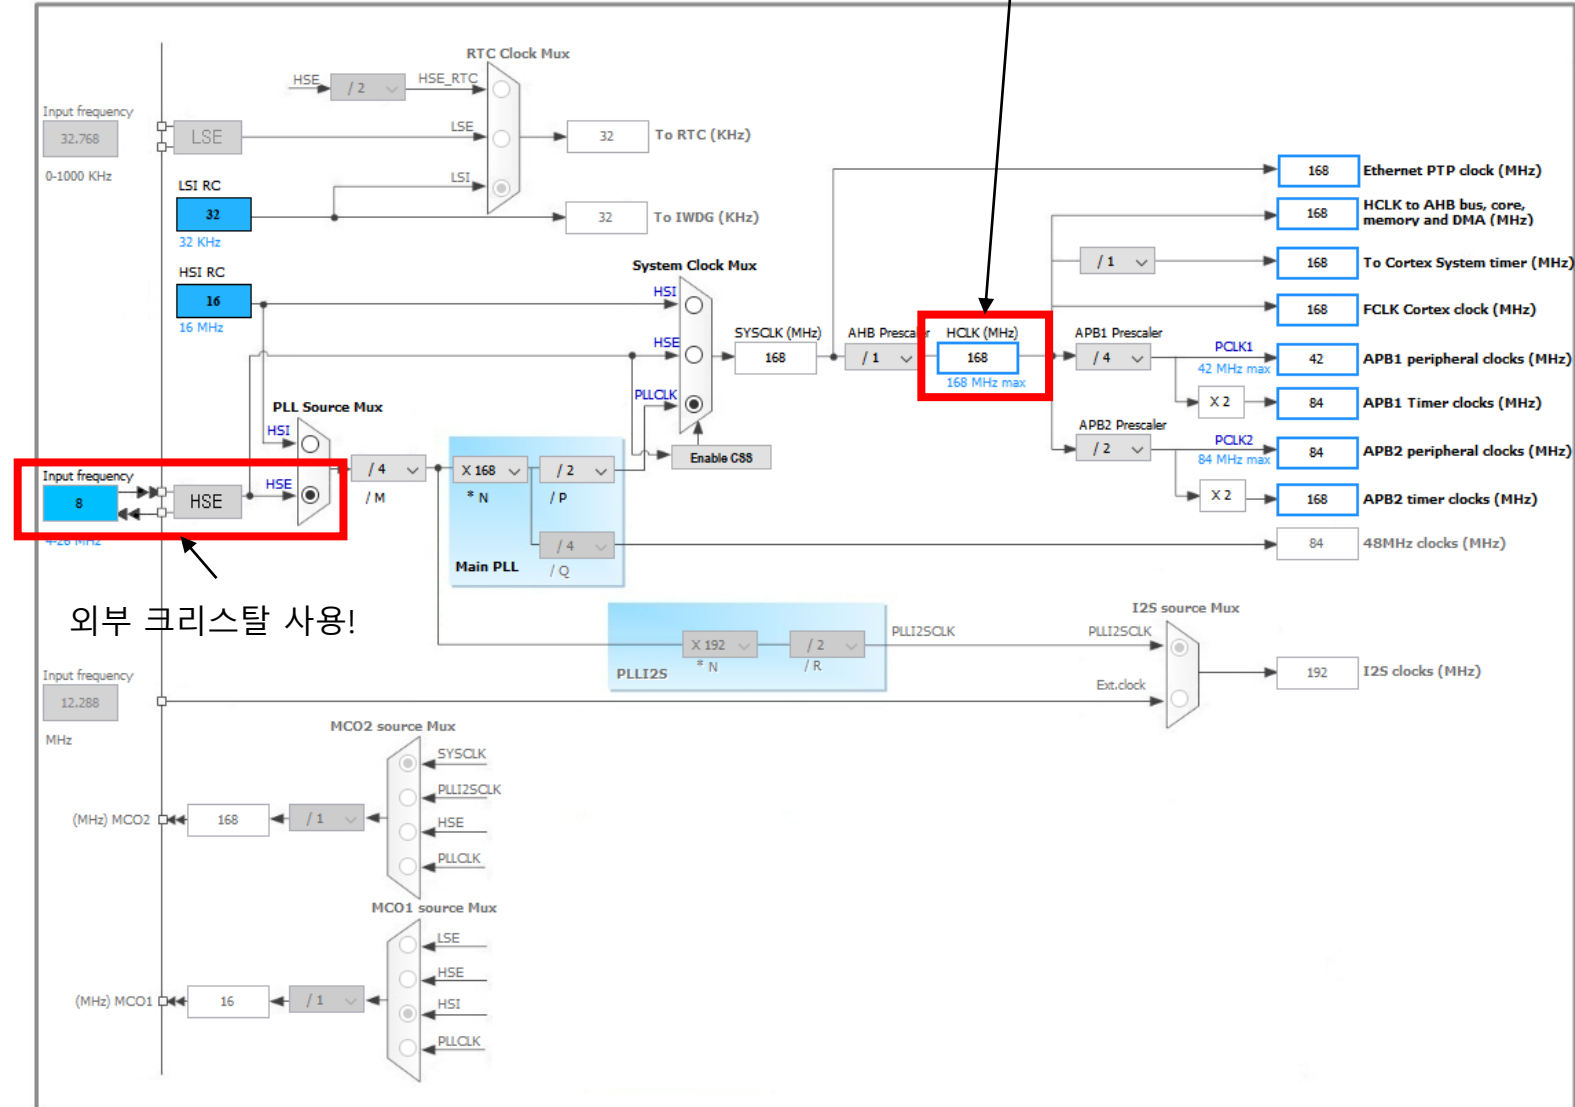 RTC Clock Mux
HSE
/ 2
HSE_RTC
Input frequency
32.768
0-1000 KHz
LSE
LSE
32
To RTC (KHz)
LSI
LSI RC
32
32 KHz
32
To IWDG (KHz)
168
Ethernet PTP clock (MHz)
168
HCLK to AHB bus, core,
memory and DMA (MHz)
/ 1
168
To Cortex System timer (MHz)
168
FCLK Cortex clock (MHz)
HSI RC
16
16 MHz
System Clock Mux
HSI
HSE
PLLCLK
SYSCLK (MHz)
168
AHB Prescaler
/ 1
HCLK (MHz)
168
168 MHz max
APB1 Prescaler
/ 4
PCLK1
42 MHz max
42
APB1 peripheral clocks (MHz)
X 2
84
APB1 Timer clocks (MHz)
APB2 Prescaler
/ 2
PCLK2
84 MHz max
84
APB2 peripheral clocks (MHz)
X 2
168
APB2 timer clocks (MHz)
Enable CSS
PLL Source Mux
HSI
HSE
Input frequency
8
4-26 MHz
HSE
/ 4
/ M
X 168
* N
/ 2
/ P
/ 4
/ Q
Main PLL
84
48MHz clocks (MHz)
외부 크리스탈 사용!
X 192
* N
/ 2
/ R
PLLI2S
PLLI2SCLK
I2S source Mux
PLLI2SCLK
Ext.clock
192
I2S clocks (MHz)
Input frequency
12.288
MHz
MCO2 source Mux
SYSCLK
PLLI2SCLK
HSE
PLLCLK
(MHz) MCO2
168
/ 1
MCO1 source Mux
LSE
HSE
HSI
PLLCLK
(MHz) MCO1
16
/ 1